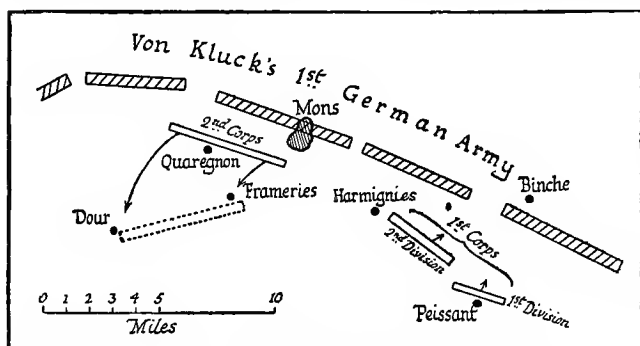 Von Kluck's 1st German Army
Mons
2nd Corps
Quaregnon
Binche
Frameries
Harmignies
Dour
1st Corps
2nd Division
1st Division
Peissant
0 1 2 3 4 5 10
Miles